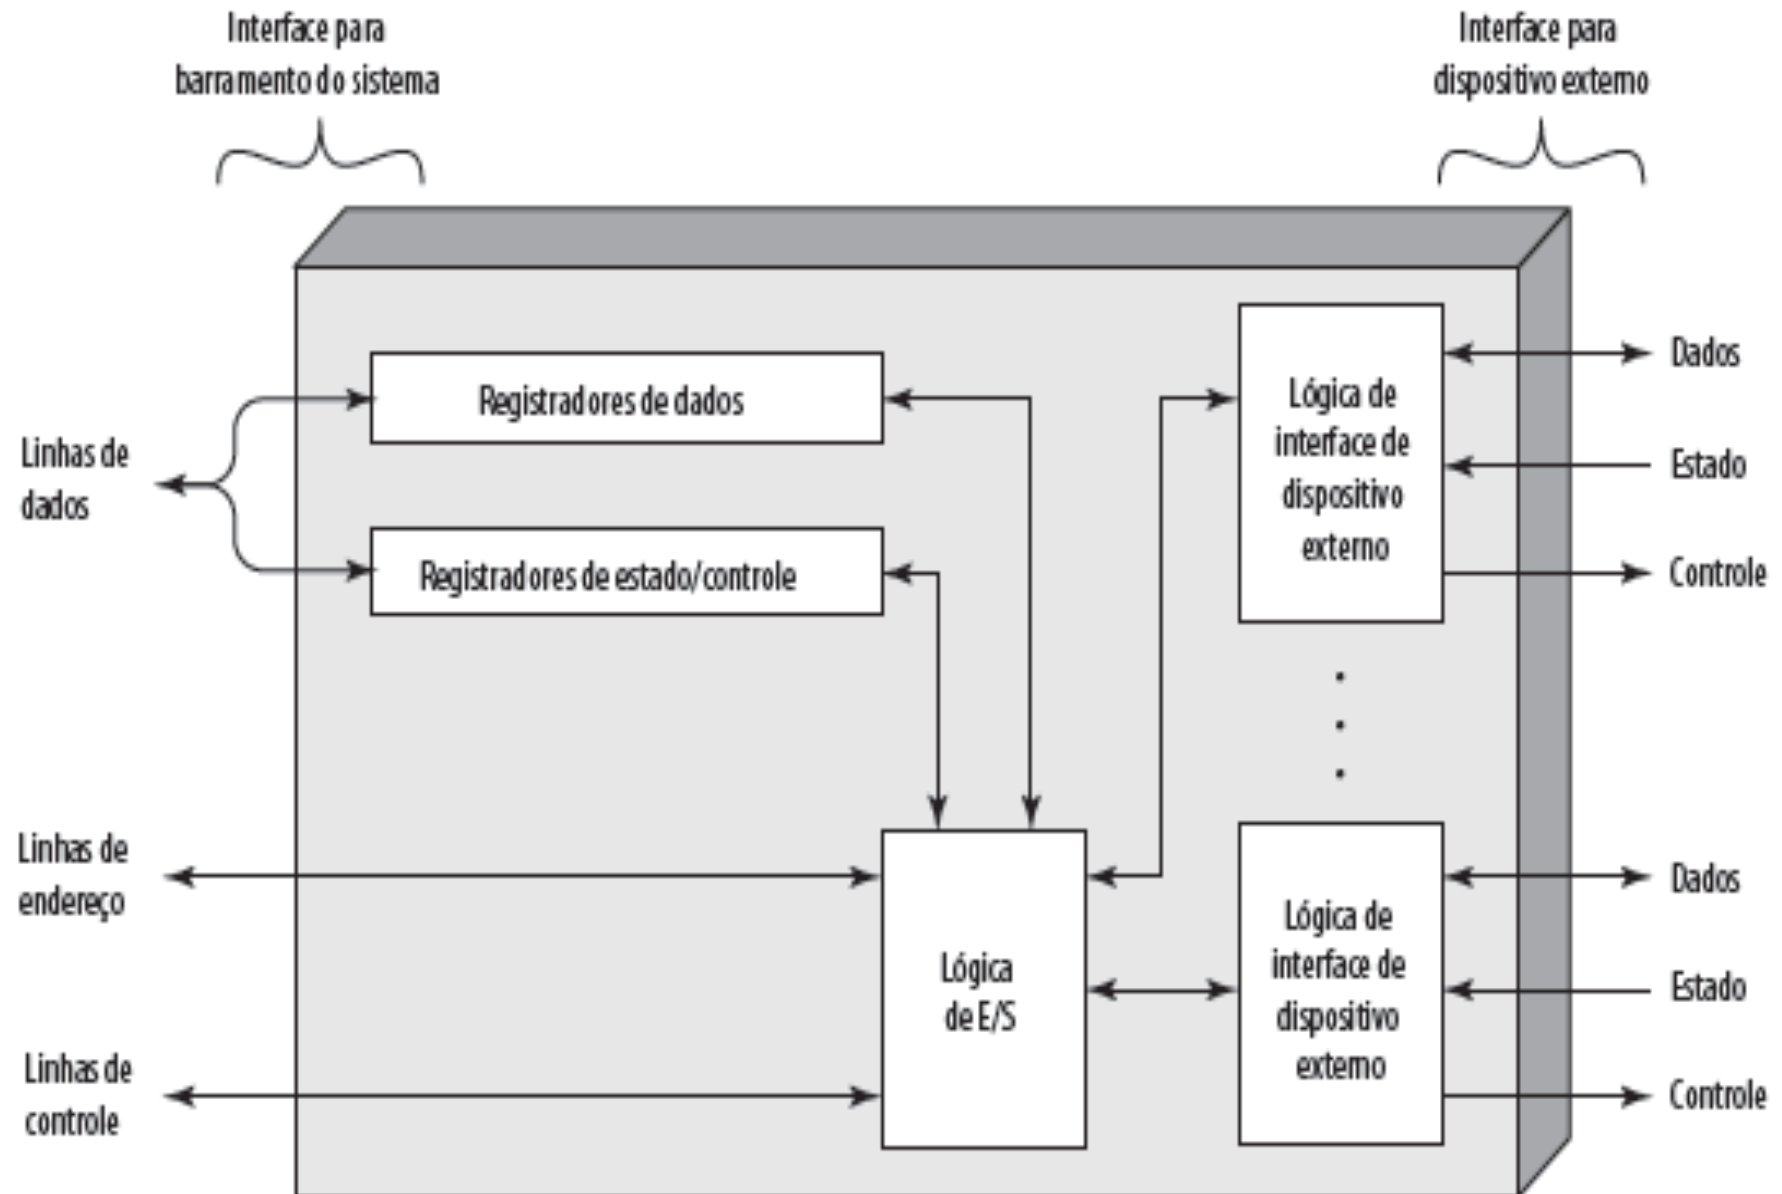 Interface para
barramento do sistema
Interface para
dispositivo externo
Registradores de dados
Registradores de estado/controle
Linhas de
dados
Linhas de
endereço
Linhas de
controle
Lógica
de E/S
Lógica de
interface de
dispositivo
externo
Dados
Estado
Controle
Lógica de
interface de
dispositivo
externo
Dados
Estado
Controle